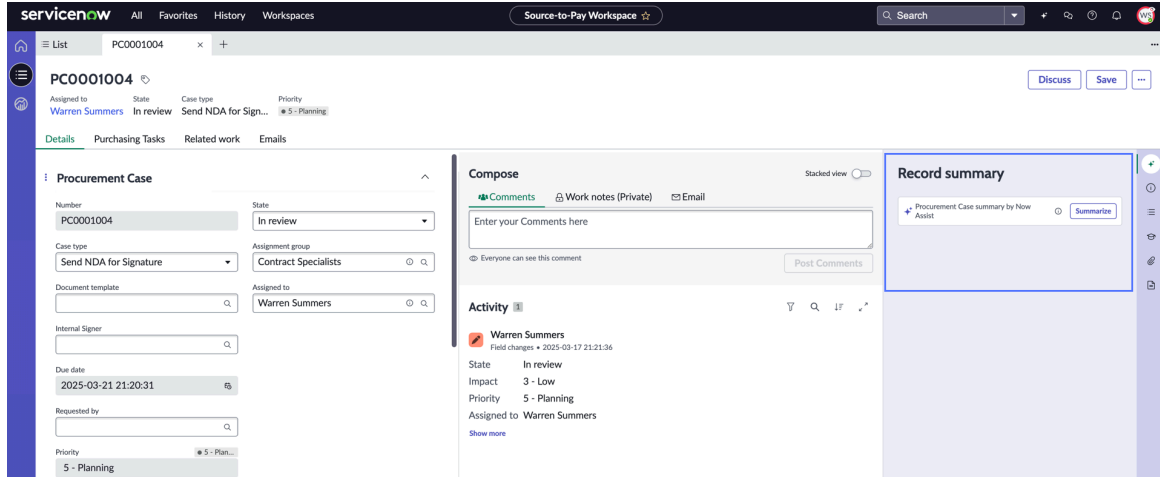 servicenow
All Favorites History Workspaces
Source-to-Pay Workspace
Search
WS
List
PC0001004
PC0001004
Discuss
Save
Assigned to
Warren Summers
State
In review
Case type
Send NDA for Sign...
Priority
5 - Planning
Details
Purchasing Tasks
Related work
Emails
Procurement Case
Number
PC0001004
State
In review
Case type
Send NDA for Signature
Assignment group
Contract Specialists
Document template
Assigned to
Warren Summers
Internal Signer
Due date
2025-03-21 21:20:31
Requested by
Priority
5 - Plan...
5 - Planning
Compose
Stacked view
Comments
Work notes (Private)
Email
Enter your Comments here
Everyone can see this comment
Post Comments
Activity 1
Warren Summers
Field changes • 2025-03-17 21:21:36
State In review
Impact 3 - Low
Priority 5 - Planning
Assigned to Warren Summers
Show more
Record summary
Procurement Case summary by Now
Assist
Summarize